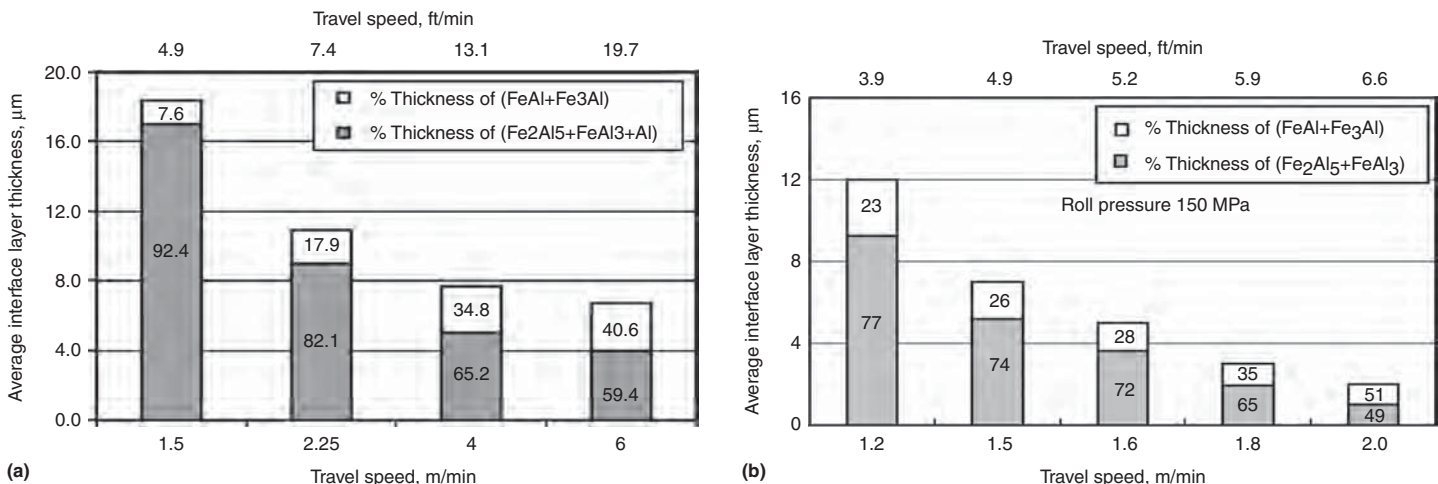 Travel speed, ft/min
4.9 7.4 13.1 19.7
Average interface layer thickness, μm
20.0
16.0
12.0
8.0
4.0
0.0
% Thickness of (FeAl+Fe3Al)
% Thickness of (Fe2Al5+FeAl3+Al)
7.6
92.4
17.9
82.1
34.8
65.2
40.6
59.4
1.5 2.25 4 6
(a)
Travel speed, m/min
Travel speed, ft/min
3.9 4.9 5.2 5.9 6.6
Average interface layer thickness, μm
16
12
8
4
0
% Thickness of (FeAl+Fe₃Al)
% Thickness of (Fe₂Al₅+FeAl₃)
Roll pressure 150 MPa
23
77
26
74
28
72
35
65
51
49
1.2 1.5 1.6 1.8 2.0
(b)
Travel speed, m/min